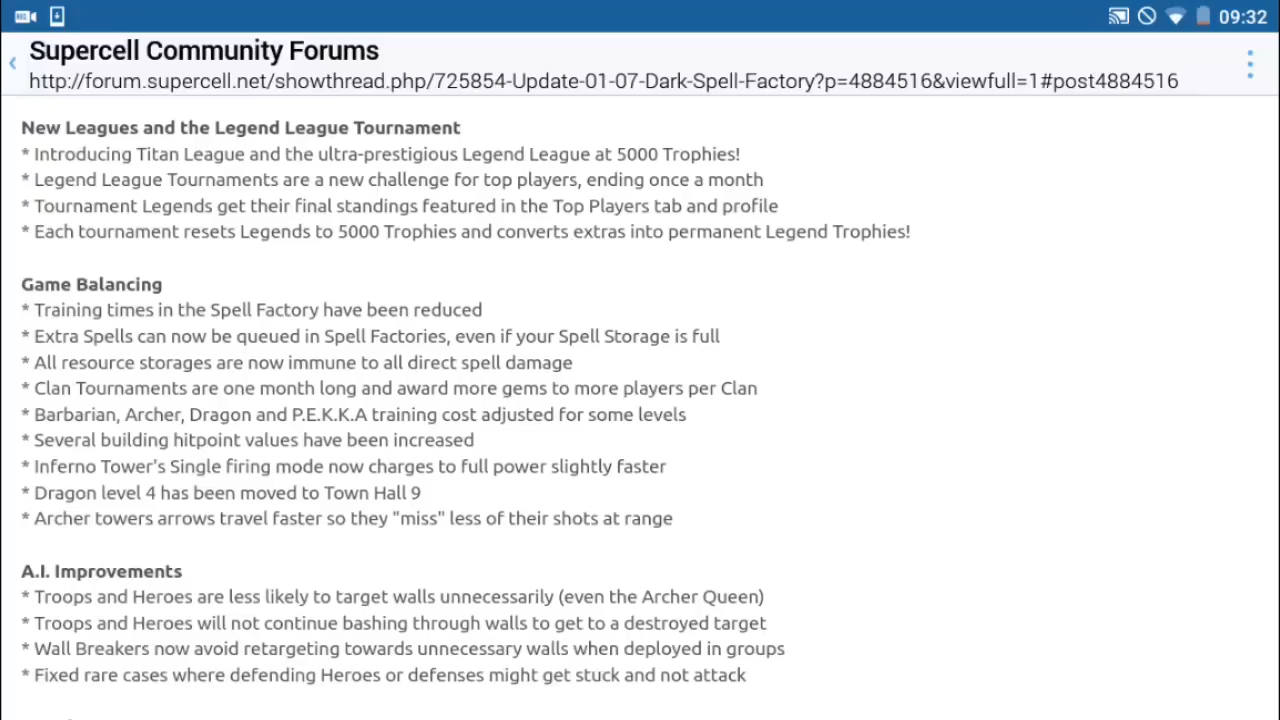 09:32
Supercell Community Forums
http://forum.supercell.net/showthread.php/725854-Update-01-07-Dark-Spell-Factory?p=4884516&viewfull=1#post4884516
New Leagues and the Legend League Tournament
* Introducing Titan League and the ultra-prestigious Legend League at 5000 Trophies!
* Legend League Tournaments are a new challenge for top players, ending once a month
* Tournament Legends get their final standings featured in the Top Players tab and profile
* Each tournament resets Legends to 5000 Trophies and converts extras into permanent Legend Trophies!
Game Balancing
* Training times in the Spell Factory have been reduced
* Extra Spells can now be queued in Spell Factories, even if your Spell Storage is full
* All resource storages are now immune to all direct spell damage
* Clan Tournaments are one month long and award more gems to more players per Clan
* Barbarian, Archer, Dragon and P.E.K.K.A training cost adjusted for some levels
* Several building hitpoint values have been increased
* Inferno Tower's Single firing mode now charges to full power slightly faster
* Dragon level 4 has been moved to Town Hall 9
* Archer towers arrows travel faster so they "miss" less of their shots at range
A.I. Improvements
* Troops and Heroes are less likely to target walls unnecessarily (even the Archer Queen)
* Troops and Heroes will not continue bashing through walls to get to a destroyed target
* Wall Breakers now avoid retargeting towards unnecessary walls when deployed in groups
* Fixed rare cases where defending Heroes or defenses might get stuck and not attack